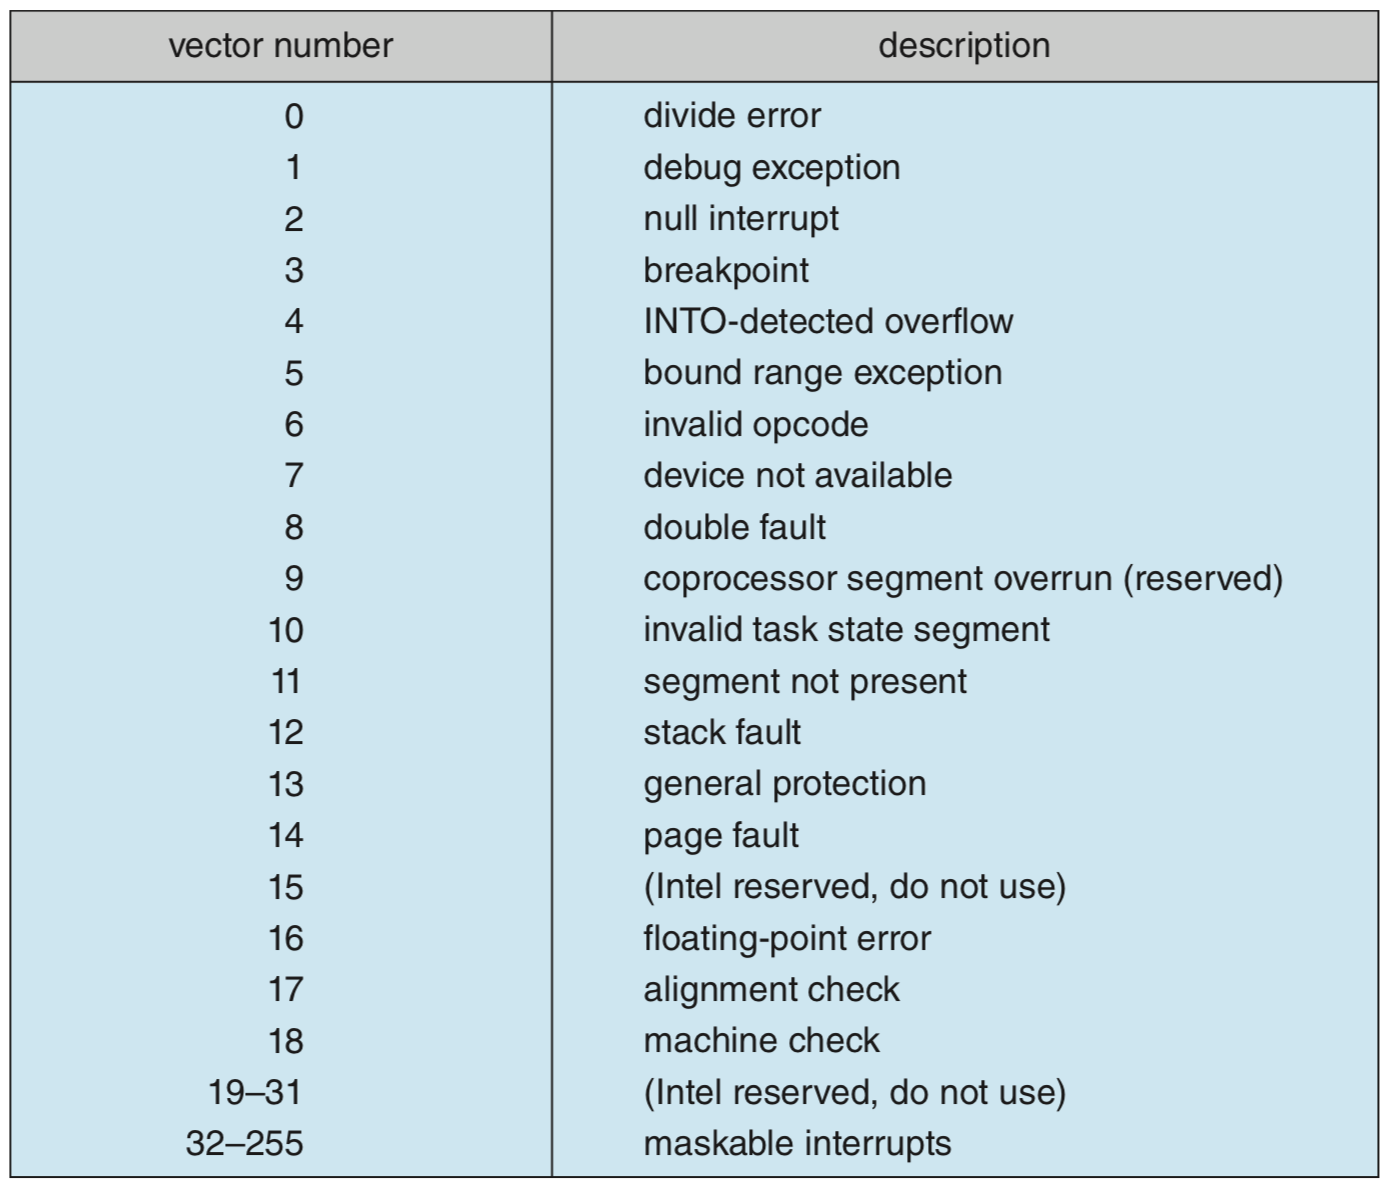 vector number description
0 divide error
1 debug exception
2 null interrupt
3 breakpoint
4 INTO-detected overflow
5 bound range exception
6 invalid opcode
7 device not available
8 double fault
9 coprocessor segment overrun (reserved)
10 invalid task state segment
11 segment not present
12 stack fault
13 general protection
14 page fault
15 (Intel reserved, do not use)
16 floating-point error
17 alignment check
18 machine check
19–31 (Intel reserved, do not use)
32–255 maskable interrupts